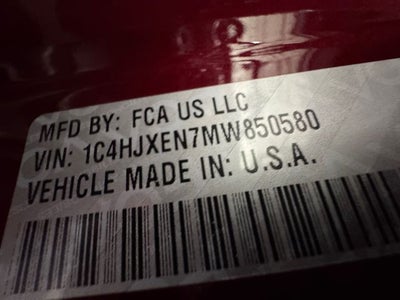 MFD BY: FCA US LLC
VIN: 1C4HJXEN7MW850580
VEHICLE MADE IN: U.S.A.